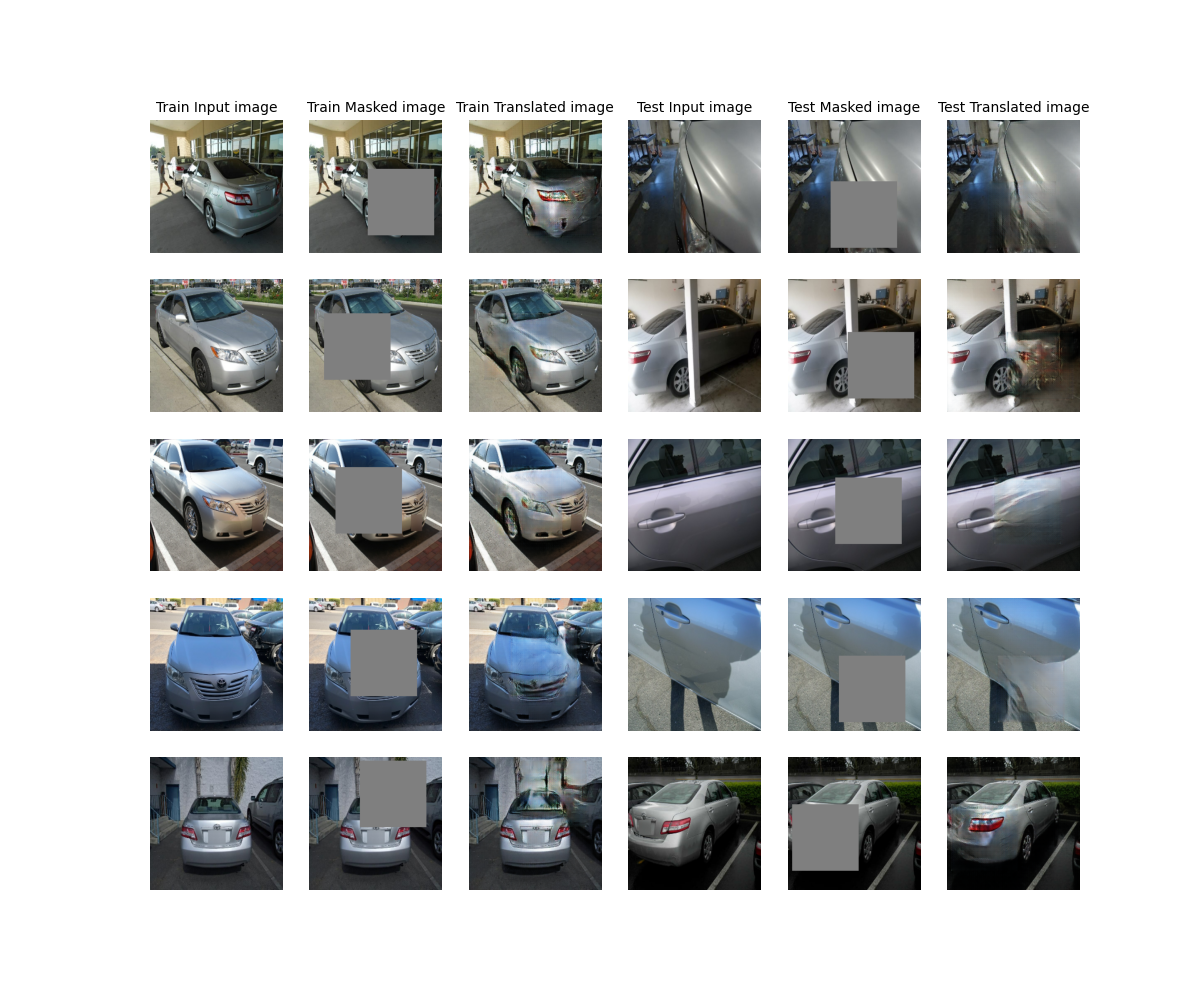 Train Input image
Train Masked image
Train Translated image
Test Input image
Test Masked image
Test Translated image